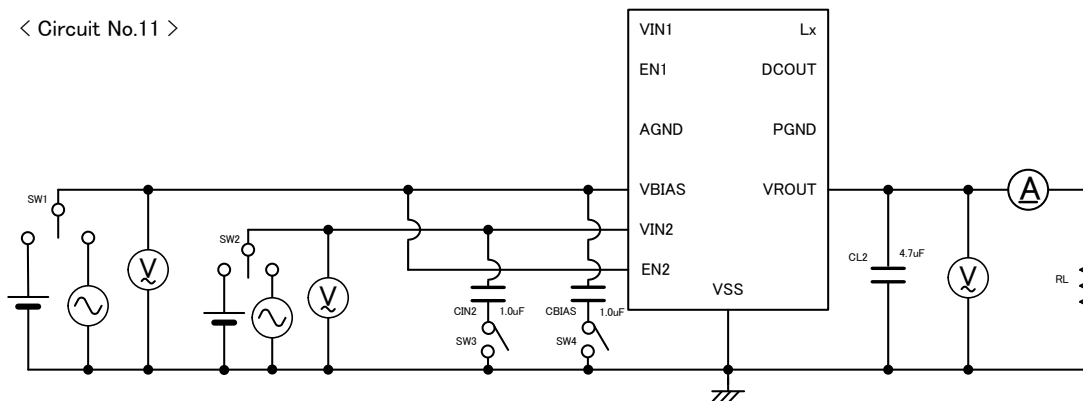 < Circuit No.11 >
VIN1 Lx
EN1 DCOUT
AGND PGND
VBIAS VROUT
VIN2
EN2
VSS
SW1
V
SW2
V
CIN2 1.0uF
SW3
CBIAS 1.0uF
SW4
CL2 4.7uF
V
A
RL